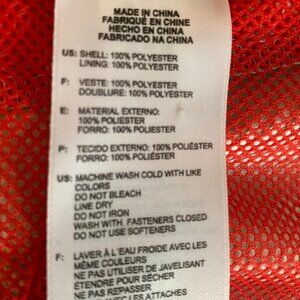 MADE IN CHINA
FABRIQUÉ EN CHINE
HECHO EN CHINA
FABRICADO NA CHINA
US: SHELL: 100% POLYESTER
LINING: 100% POLYESTER
F: VESTE: 100% POLYESTER
DOUBLURE: 100% POLYESTER
E: MATERIAL EXTERNO:
100% POLIESTER
FORRO: 100% POLIESTER
P: TECIDO EXTERNO: 100% POLIÉSTER
FORRO: 100% POLIÉSTER
US: MACHINE WASH COLD WITH LIKE
COLORS
DO NOT BLEACH
LINE DRY
DO NOT IRON
WASH WITH FASTENERS CLOSED
DO NOT USE SOFTENERS
F: LAVER À L'EAU FROIDE AVEC LES
MÊME COULEURS
NE PAS UTILISER DE JAVELISANT
ÉTENDRE POUR SÉCHER
NE PAS REPASSER
LES ATTACHES